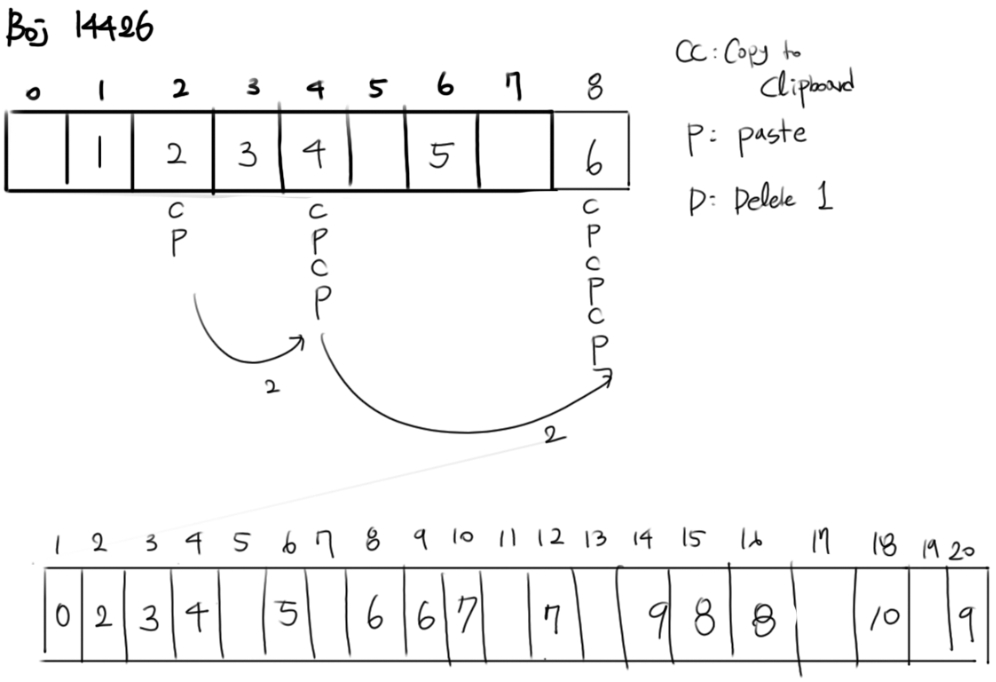 Boj 14426
CC: Copy to
Clipboard
P: paste
D: Delete 1
0 1 2 3 4 5 6 7 8
1 2 3 4 5 6
C C C
P P P
C C
P P
C
P
2
2
1 2 3 4 5 6 7 8 9 10 11 12 13 14 15 16 17 18 19 20
0 2 3 4 5 6 6 7 7 9 8 8 10 9